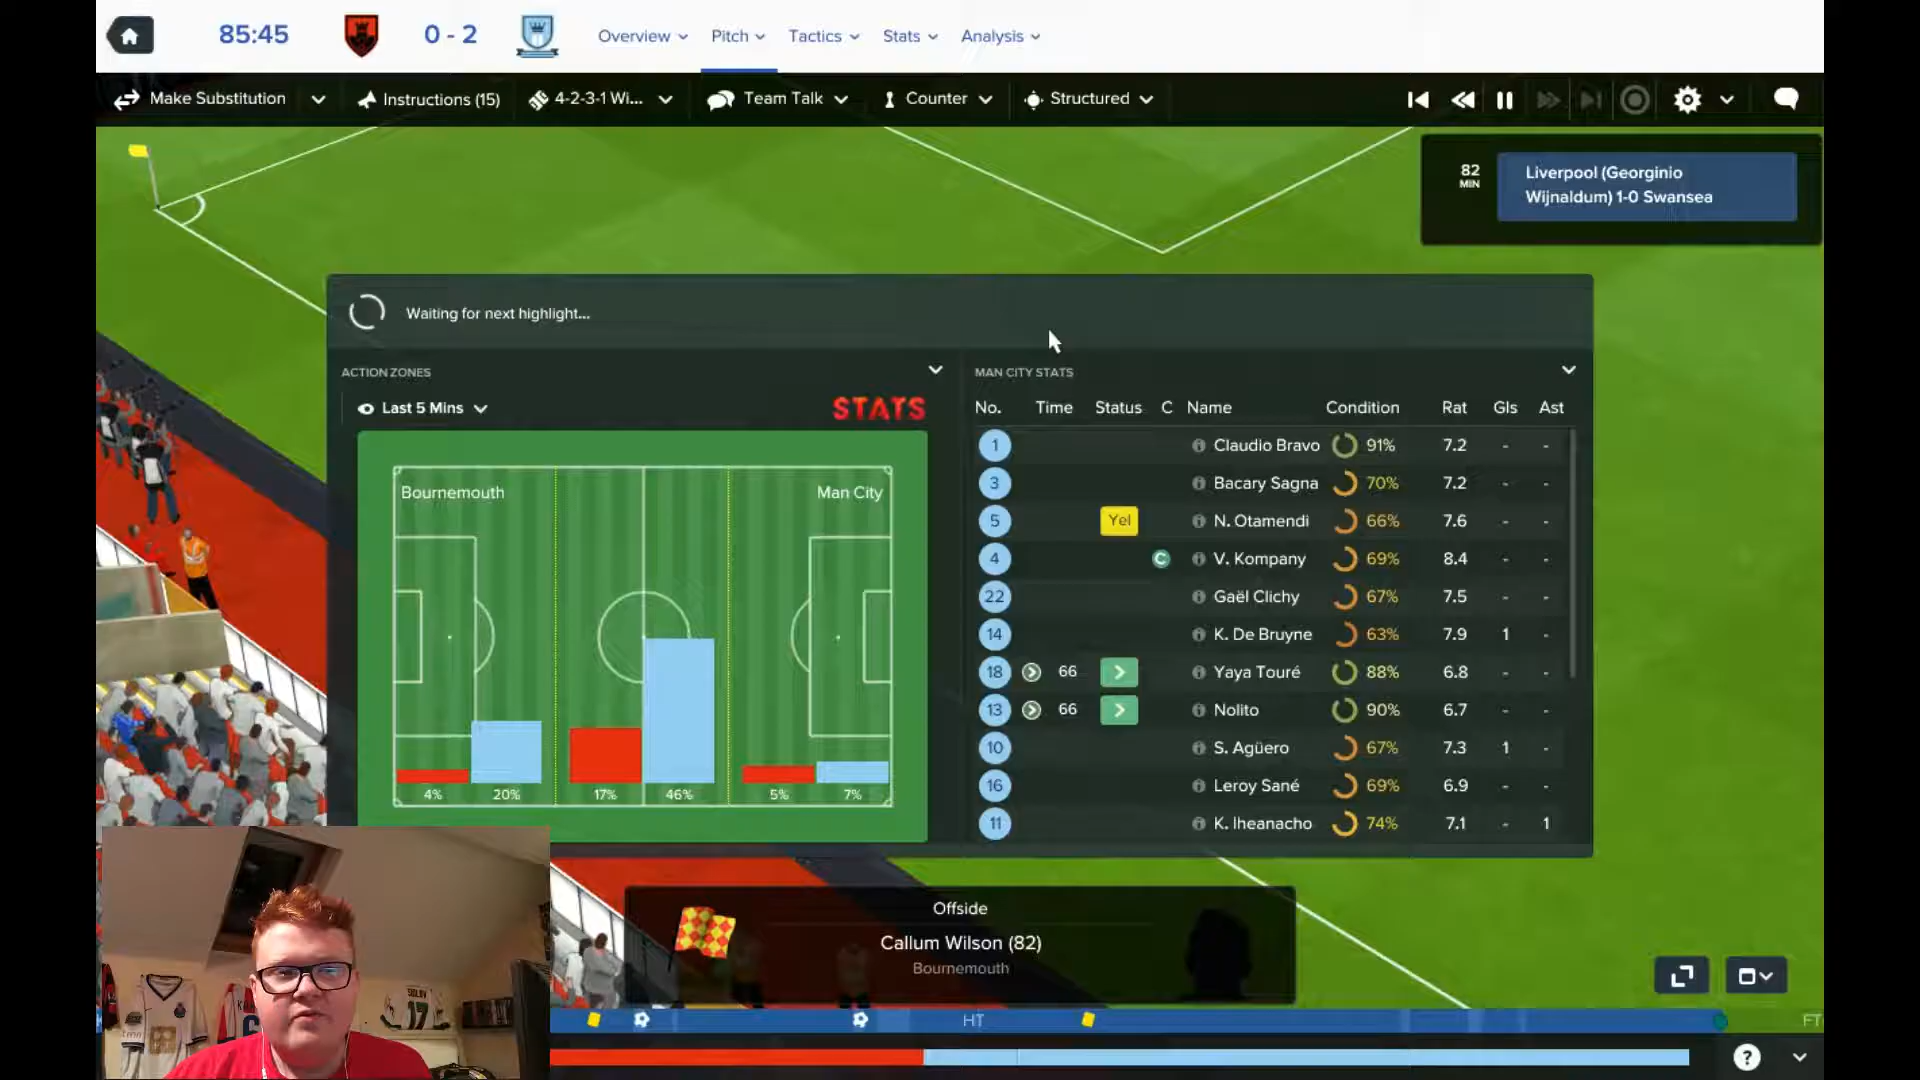 85:45 0 - 2 Overview Pitch Tactics Stats Analysis
Make Substitution Instructions (15) 4-2-3-1 Wi... Team Talk Counter Structured
82 MIN
Liverpool (Georginio
Wijnaldum) 1-0 Swansea
Waiting for next highlight...
ACTION ZONES
Last 5 Mins
STATS
Bournemouth Man City
4% 20% 17% 46% 5% 7%
MAN CITY STATS
No. Time Status C Name Condition Rat Gls Ast
1 Claudio Bravo 91% 7.2 - -
3 Bacary Sagna 70% 7.2 - -
5 Yel N. Otamendi 66% 7.6 - -
4 C V. Kompany 69% 8.4 - -
22 Gaël Clichy 67% 7.5 - -
14 K. De Bruyne 63% 7.9 1 -
18 66 Yaya Touré 88% 6.8 - -
13 66 Nolito 90% 6.7 - -
10 S. Agüero 67% 7.3 1 -
16 Leroy Sané 69% 6.9 - -
11 K. Iheanacho 74% 7.1 - 1
Offside
Callum Wilson (82)
Bournemouth
17
HT FT
?